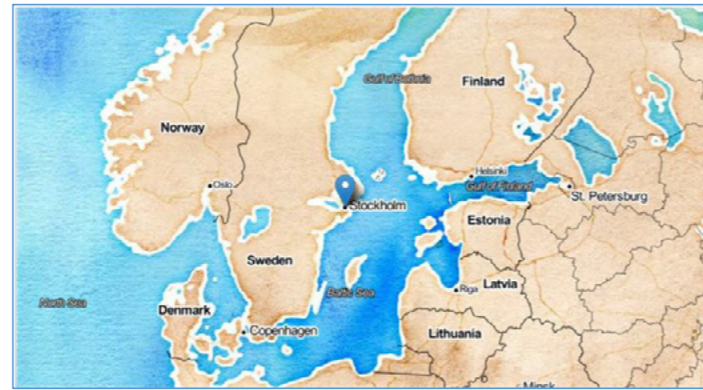 Gulf of Bothnia
Finland
Norway
Helsinki
Oslo
Gulf of Finland
St. Petersburg
Stockholm
Estonia
Sweden
Latvia
Riga
Baltic Sea
North Sea
Denmark
Copenhagen
Lithuania
Minsk